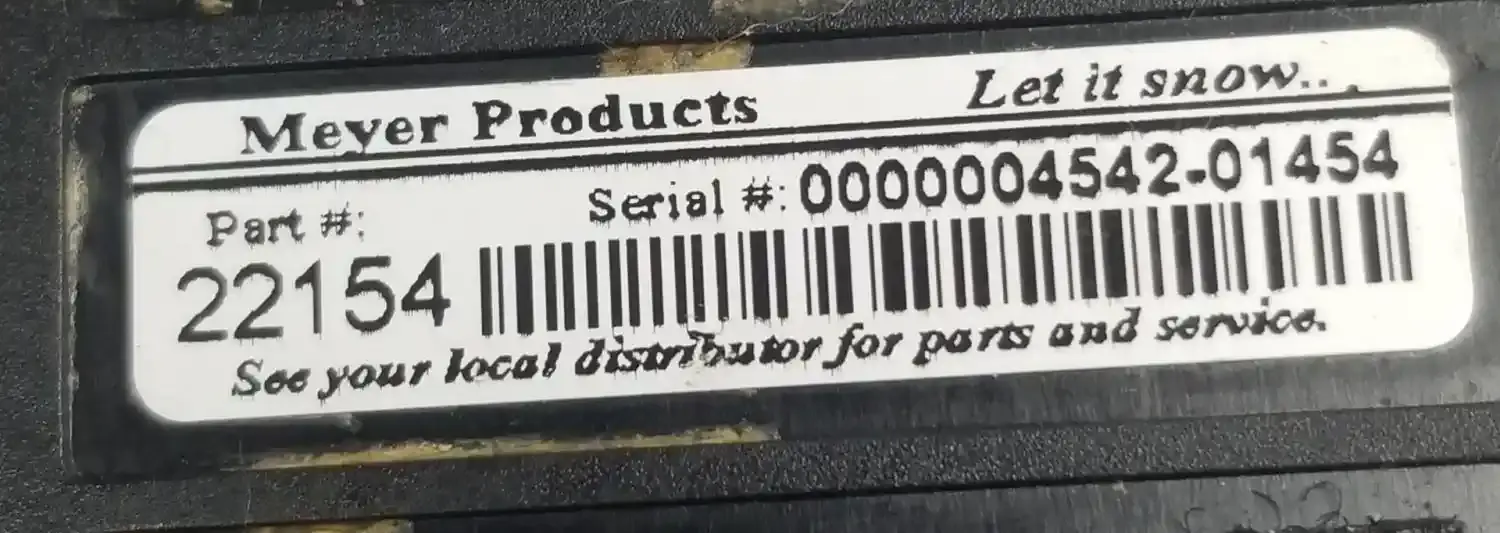 Meyer Products Let it snow...
Part #: Serial #: 0000004542-01454
22154
See your local distributor for parts and service.